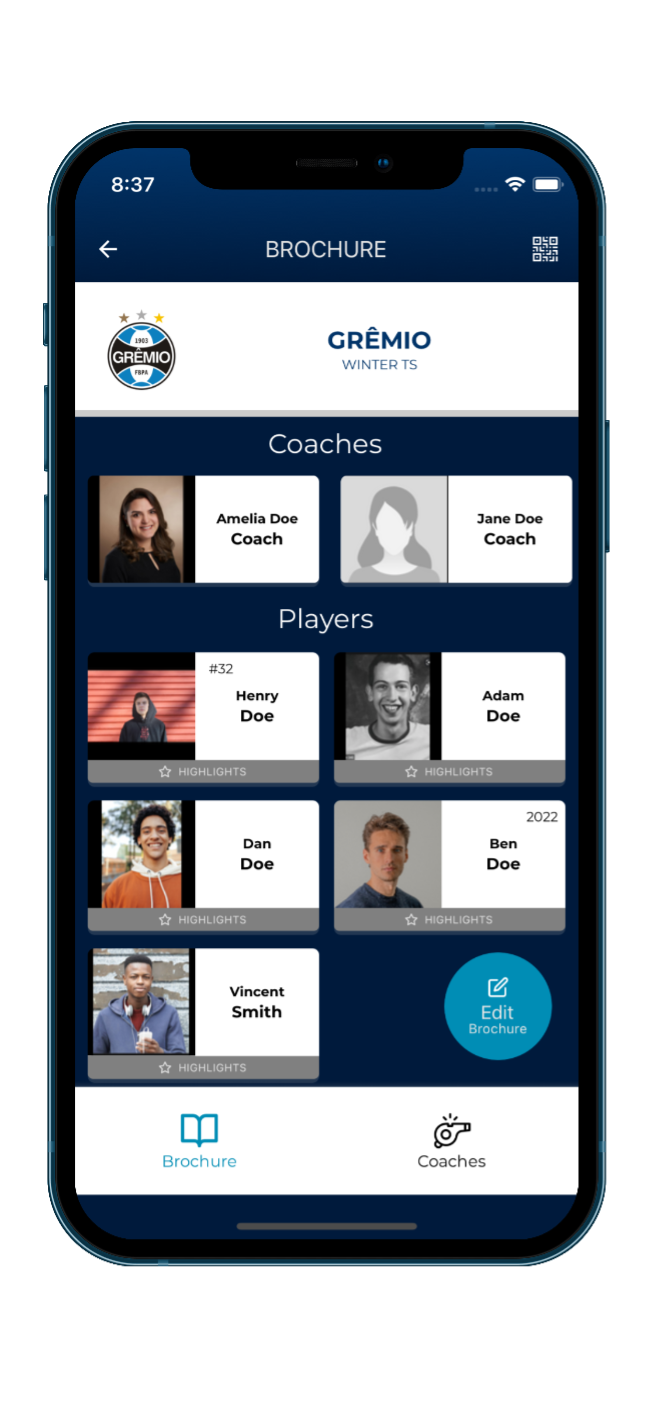 8:37
BROCHURE
1903
GRÊMIO
FBPA
GRÊMIO
WINTER TS
Coaches
Amelia Doe
Coach
Jane Doe
Coach
Players
#32
Henry
Doe
HIGHLIGHTS
Adam
Doe
HIGHLIGHTS
Dan
Doe
HIGHLIGHTS
2022
Ben
Doe
HIGHLIGHTS
Vincent
Smith
HIGHLIGHTS
Edit
Brochure
Brochure
Coaches